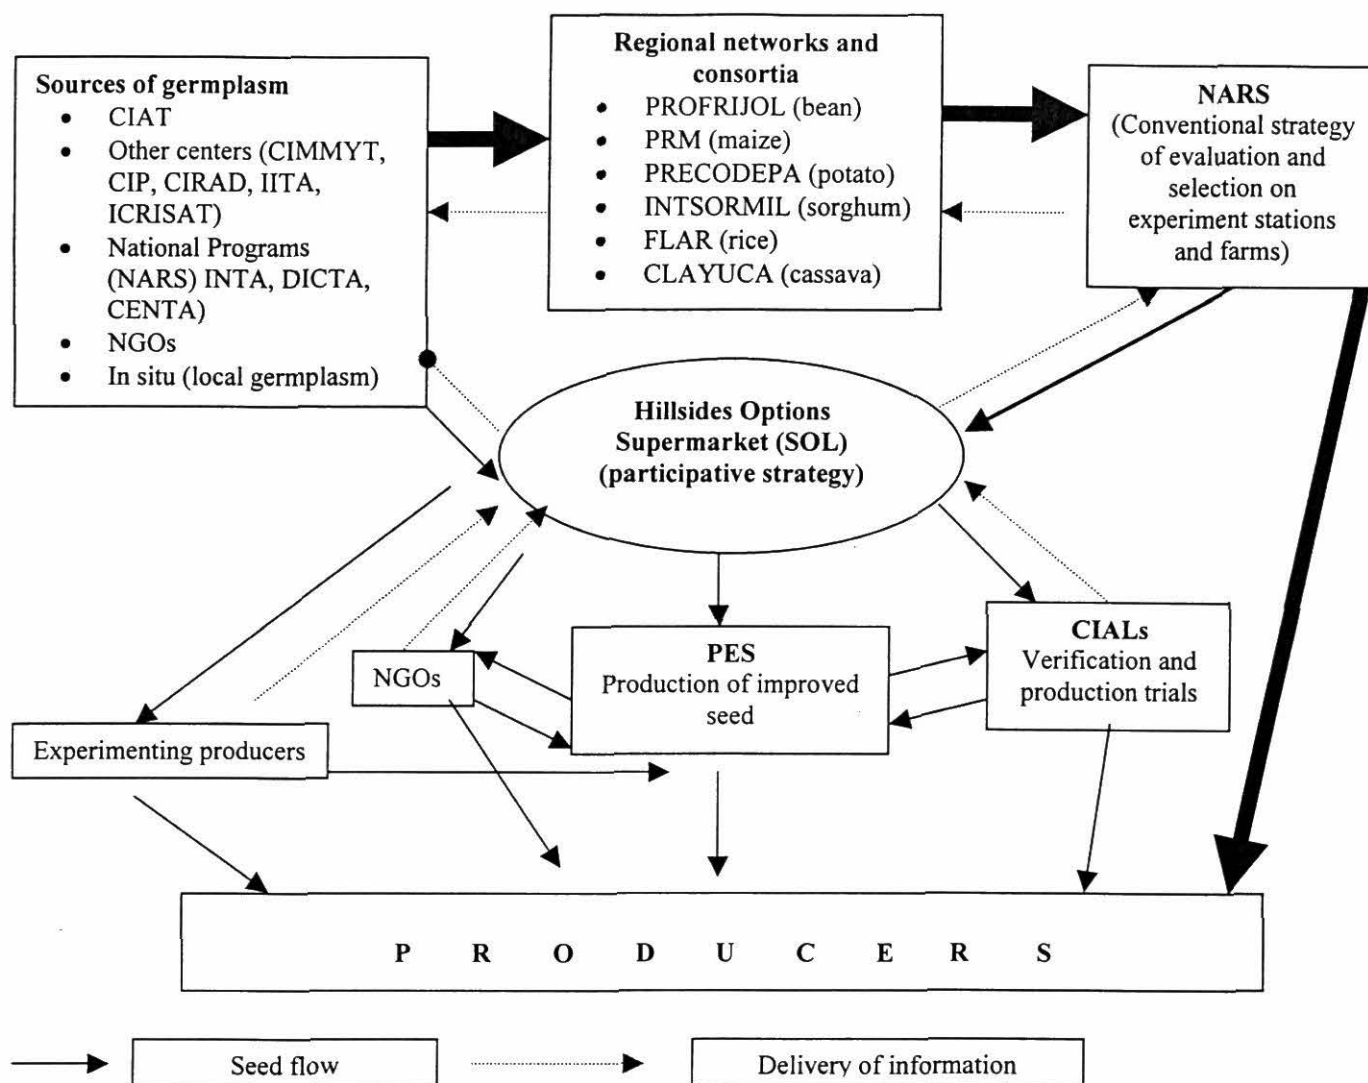 Sources of germplasm
• CIAT
• Other centers (CIMMYT,
CIP, CIRAD, IITA,
ICRISAT)
• National Programs
(NARS) INTA, DICTA,
CENTA)
• NGOs
• In situ (local germplasm)
Regional networks and
consortia
• PROFRIJOL (bean)
• PRM (maize)
• PRECODEPA (potato)
• INTSORMIL (sorghum)
• FLAR (rice)
• CLAYUCA (cassava)
NARS
(Conventional strategy
of evaluation and
selection on
experiment stations
and farms)
Hillsides Options
Supermarket (SOL)
(participative strategy)
Experimenting producers
NGOs
PES
Production of improved
seed
CIALs
Verification and
production trials
P R O D U C E R S
Seed flow
Delivery of information